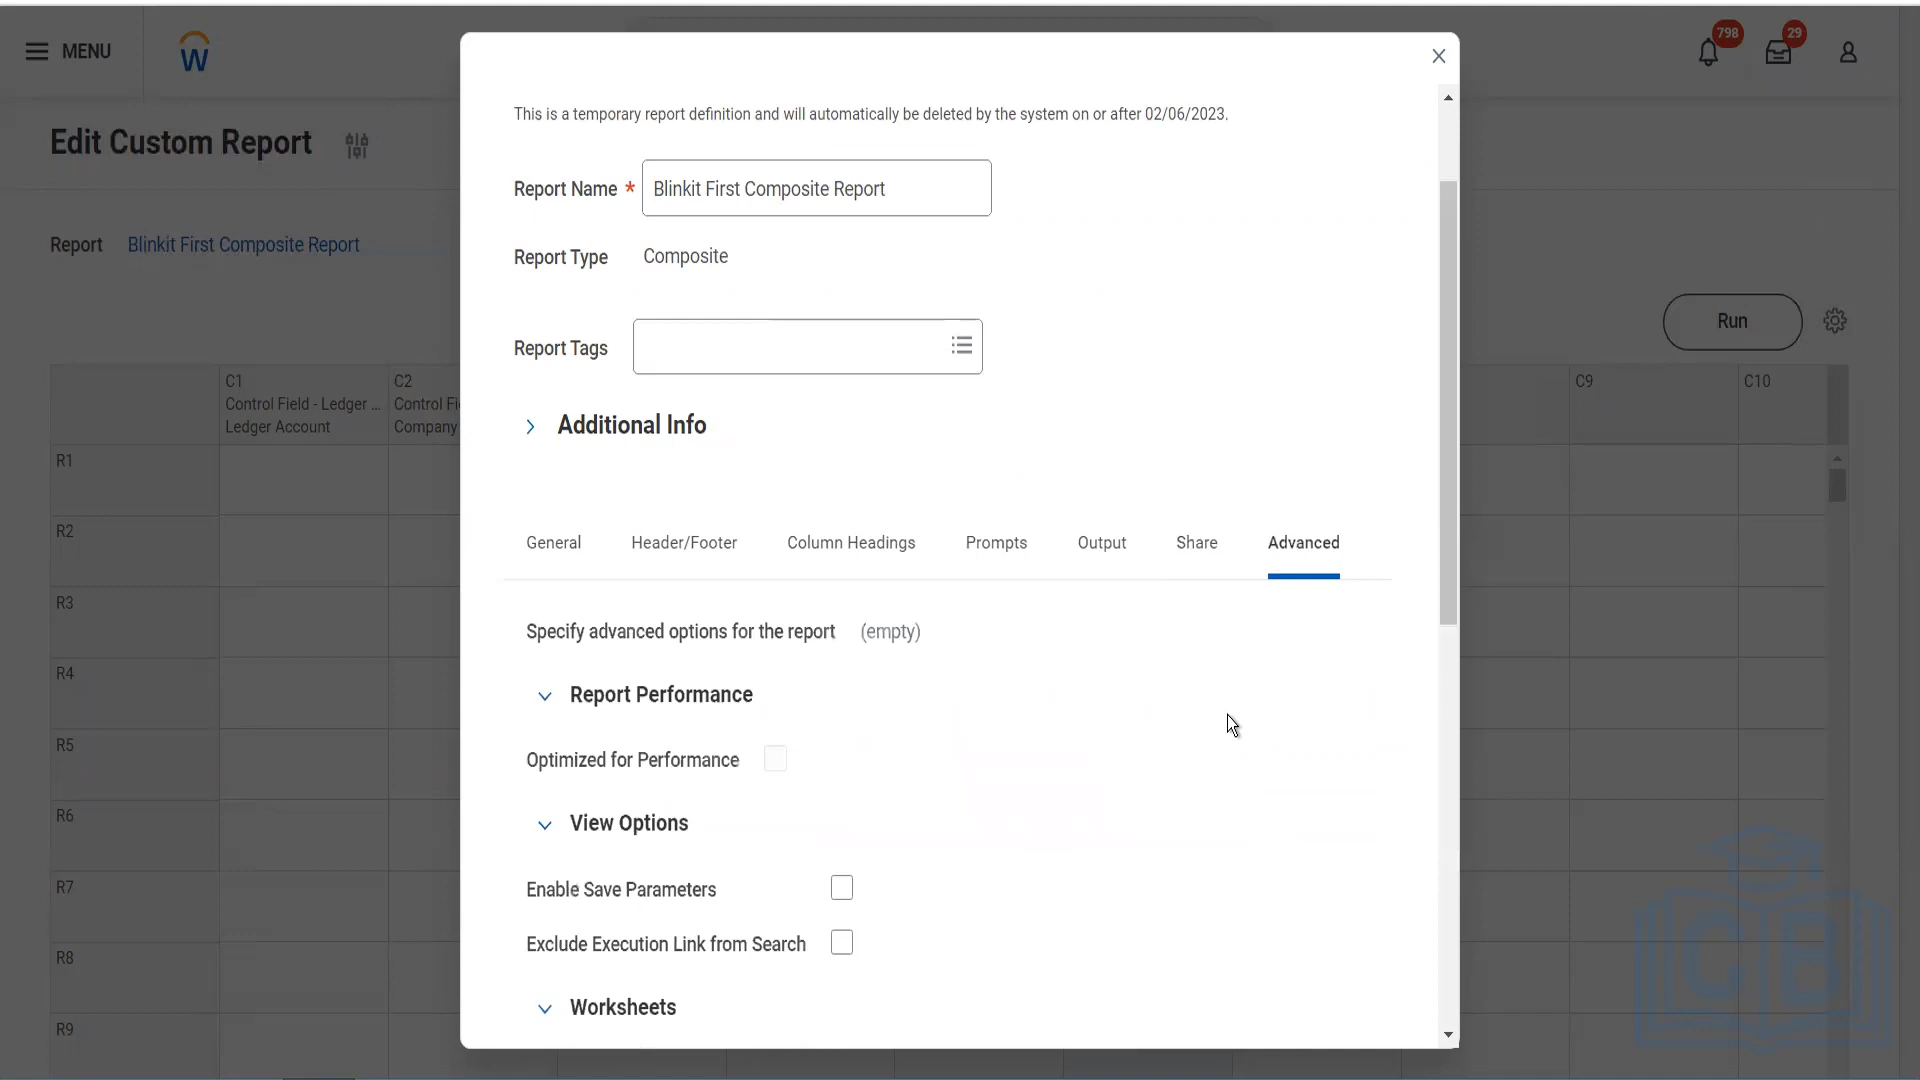 MENU
W
798
29
Edit Custom Report
Report Blinkit First Composite Report
Run
C1
Control Field - Ledger ...
Ledger Account
C2
Control Fi
Company
C9
C10
R1
R2
R3
R4
R5
R6
R7
R8
R9
This is a temporary report definition and will automatically be deleted by the system on or after 02/06/2023.
Report Name * Blinkit First Composite Report
Report Type Composite
Report Tags
Additional Info
General Header/Footer Column Headings Prompts Output Share Advanced
Specify advanced options for the report (empty)
Report Performance
Optimized for Performance
View Options
Enable Save Parameters
Exclude Execution Link from Search
Worksheets
CB